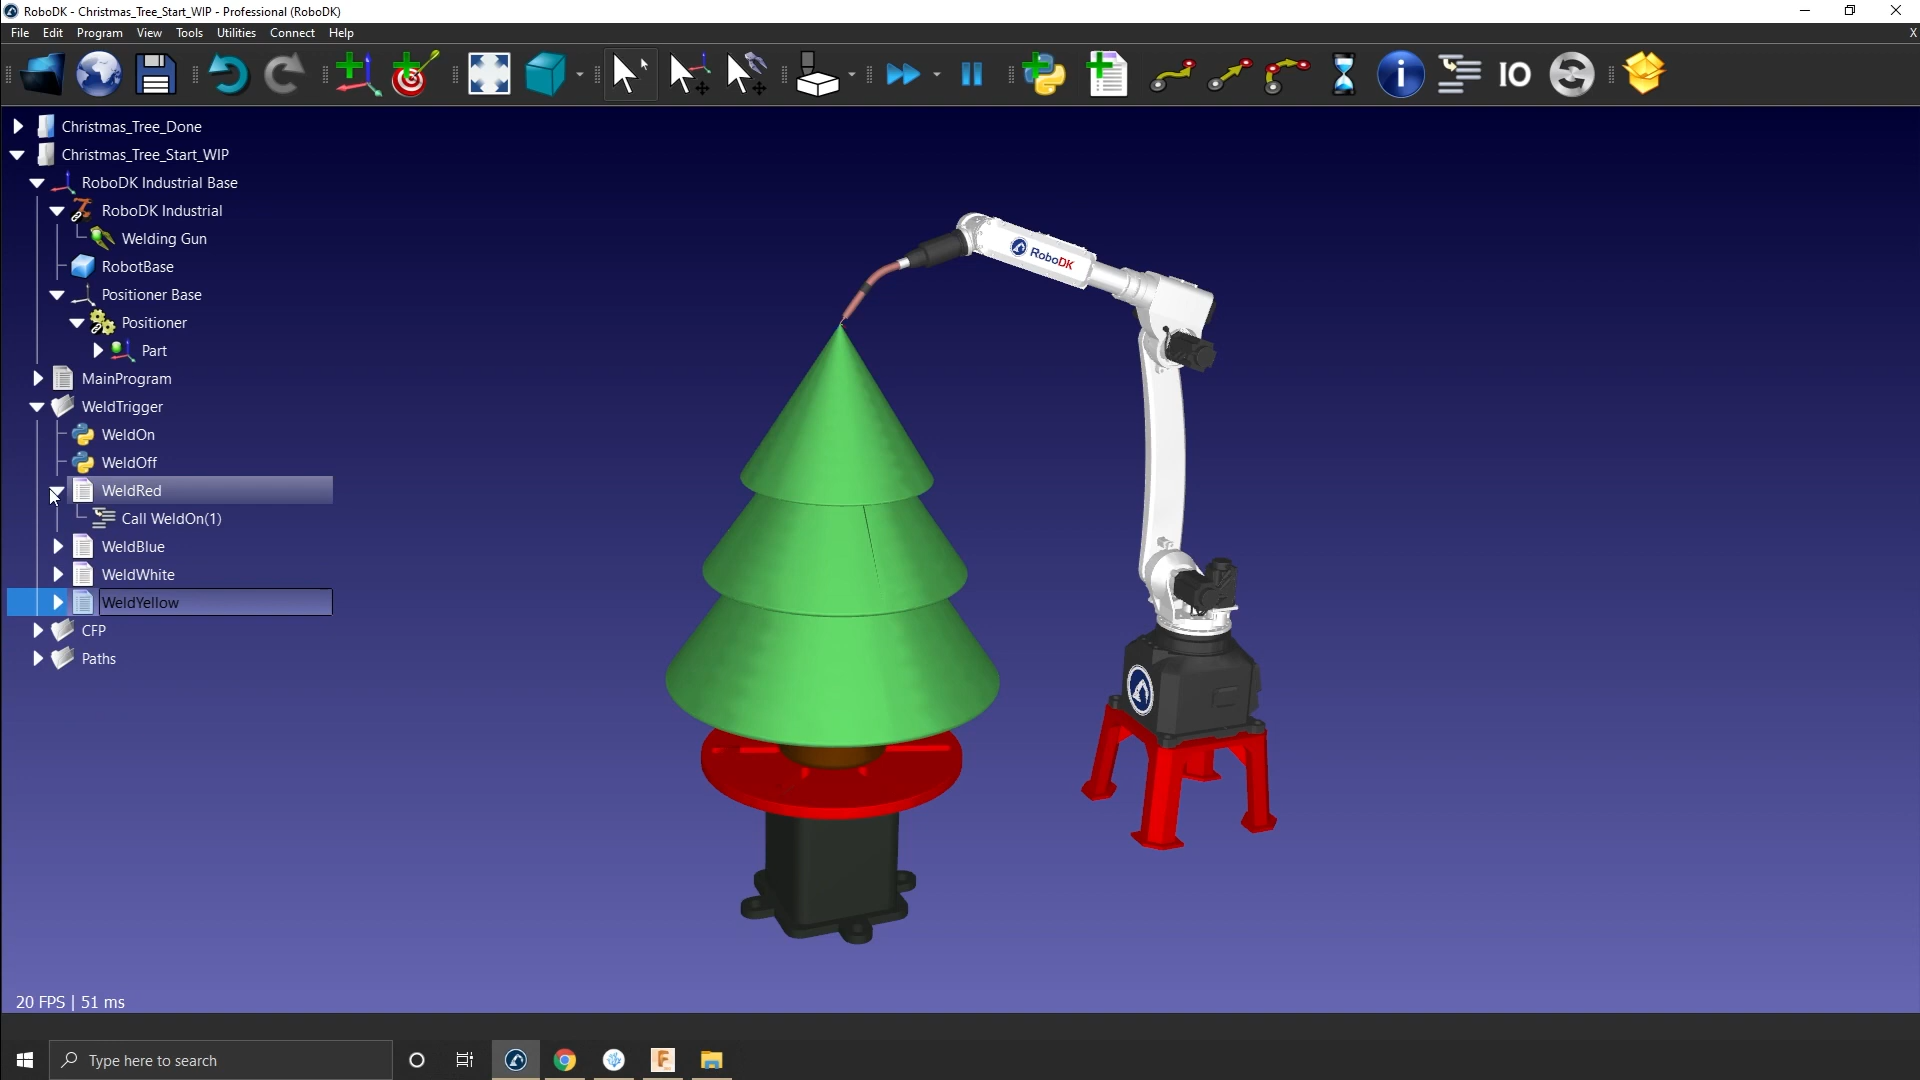 RoboDK - Christmas_Tree_Start_WIP - Professional (RoboDK)
File Edit Program View Tools Utilities Connect Help X
IO
Christmas_Tree_Done
Christmas_Tree_Start_WIP
RoboDK Industrial Base
RoboDK Industrial
Welding Gun
RobotBase
Positioner Base
Positioner
Part
MainProgram
WeldTrigger
WeldOn
WeldOff
WeldRed
Call WeldOn(1)
WeldBlue
WeldWhite
WeldYellow
CFP
Paths
RoboDK
20 FPS | 51 ms
Type here to search